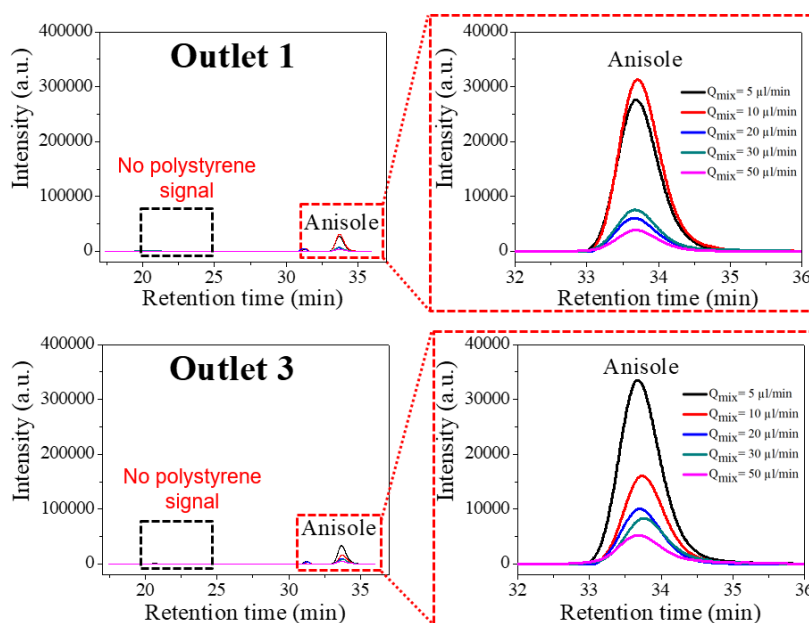 Outlet 1
Intensity (a.u.)
400000
300000
200000
100000
0
No polystyrene
signal
Anisole
20 25 30 35
Retention time (min)
Intensity (a.u.)
40000
30000
20000
10000
0
Anisole
Qmix= 5 µl/min
Qmix= 10 µl/min
Qmix= 20 µl/min
Qmix= 30 µl/min
Qmix= 50 µl/min
32 33 34 35 36
Retention time (min)
Outlet 3
Intensity (a.u.)
400000
300000
200000
100000
0
No polystyrene
signal
Anisole
20 25 30 35
Retention time (min)
Intensity (a.u.)
40000
30000
20000
10000
0
Anisole
Qmix= 5 µl/min
Qmix= 10 µl/min
Qmix= 20 µl/min
Qmix= 30 µl/min
Qmix= 50 µl/min
32 33 34 35 36
Retention time (min)